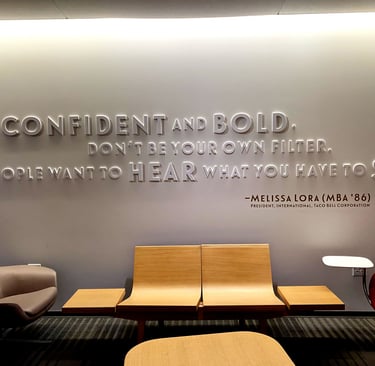 CONFIDENT AND BOLD.
DON'T BE YOUR OWN FILTER.
OPLE WANT TO HEAR WHAT YOU HAVE TO S
–MELISSA LORA (MBA '86)
PRESIDENT, INTERNATIONAL, TACO BELL CORPORATION